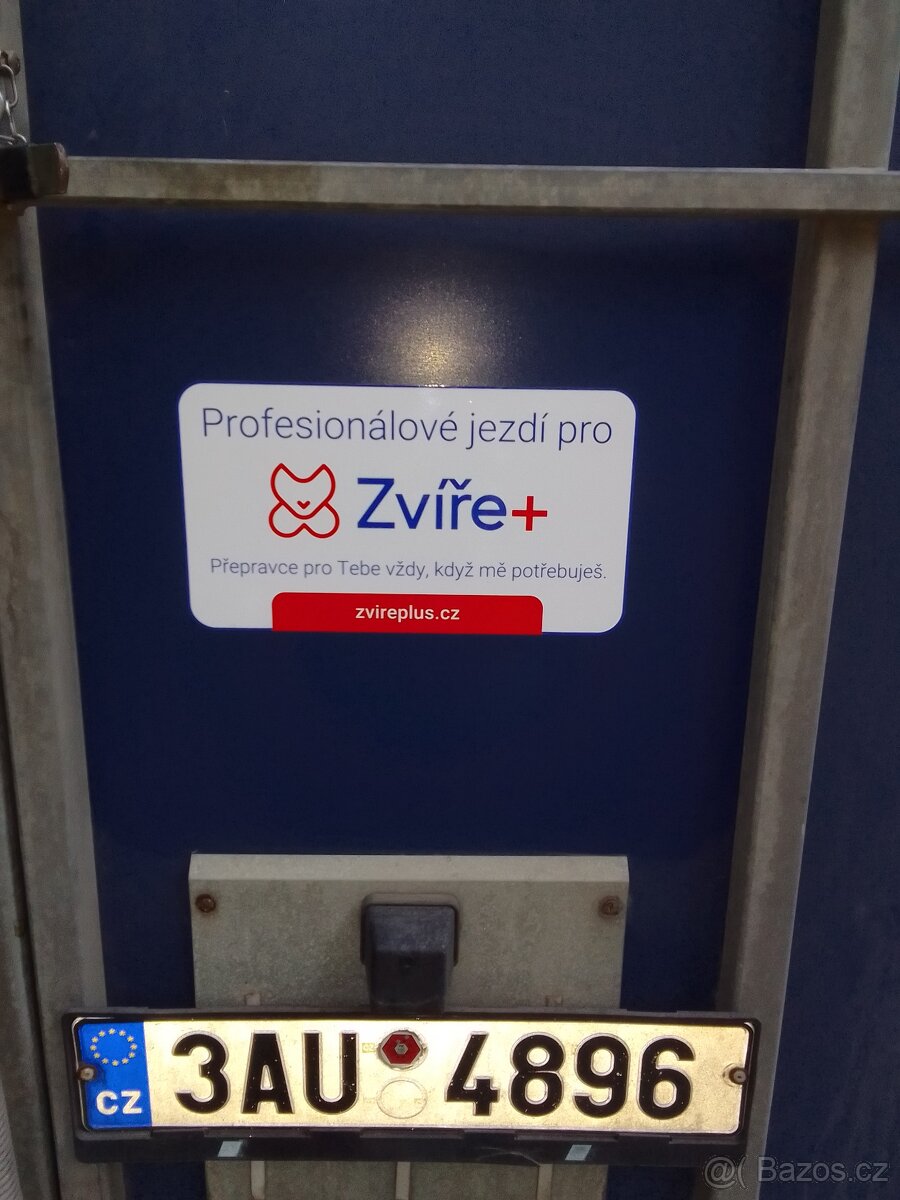 Profesionálové jezdí pro
Zvíře+
Přepravce pro Tebe vždy, když mě potřebuješ.
zvireplus.cz
CZ 3AU 4896
@( Bazos.cz